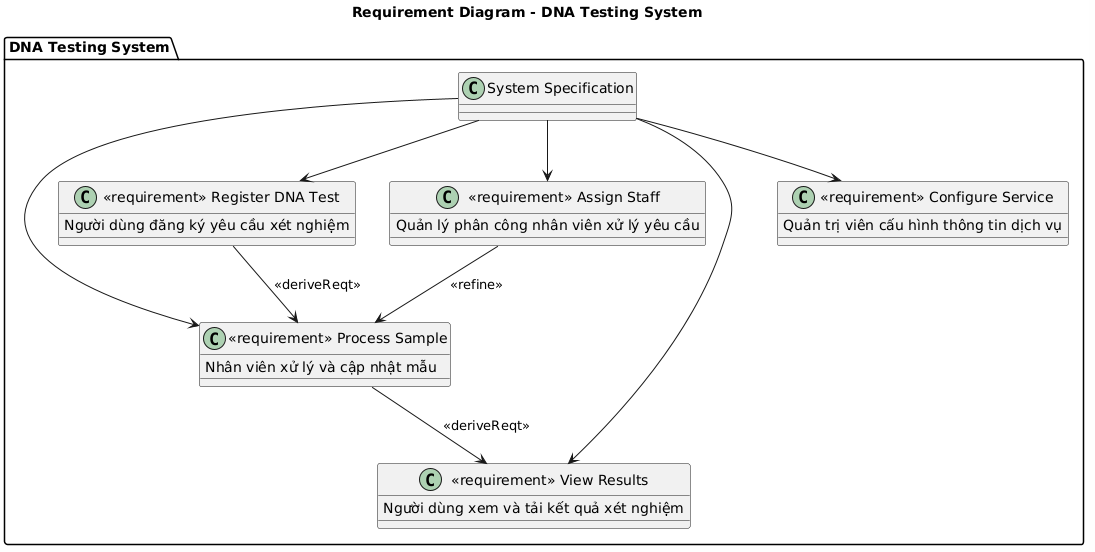 Requirement Diagram - DNA Testing System
DNA Testing System
C System Specification
C «requirement» Register DNA Test
Người dùng đăng ký yêu cầu xét nghiệm
C «requirement» Assign Staff
Quản lý phân công nhân viên xử lý yêu cầu
C «requirement» Configure Service
Quản trị viên cấu hình thông tin dịch vụ
«deriveReqt»
«refine»
C «requirement» Process Sample
Nhân viên xử lý và cập nhật mẫu
«deriveReqt»
C «requirement» View Results
Người dùng xem và tải kết quả xét nghiệm